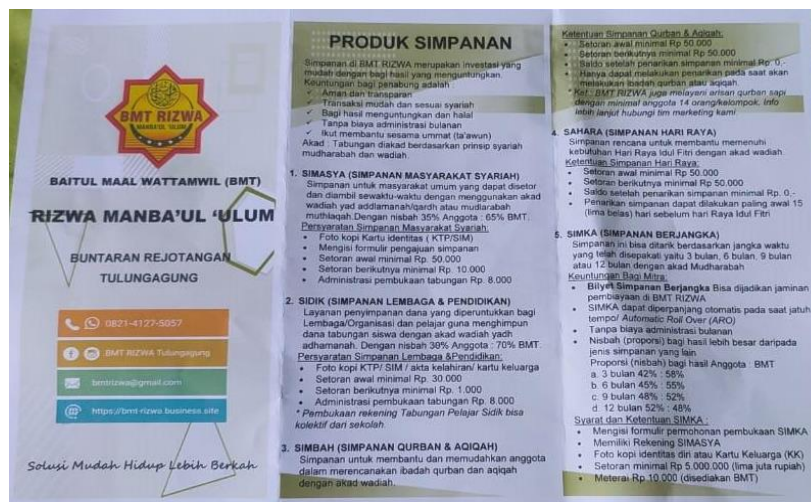 BMT RIZWA
MANBA'UL 'ULUM
BAITUL MAAL WATTAMWIL (BMT)
RIZWA MANBA'UL 'ULUM
BUNTARAN REJOTANGAN
TULUNGAGUNG
0821-4127-5057
BMT RIZWA Tulungagung
bmtrizwa@gmail.com
https://bmt-rizwa.business.site
Solusi Mudah Hidup Lebih Berkah
PRODUK SIMPANAN
Simpanan di BMT RIZWA merupakan investasi yang
mudah dengan bagi hasil yang menguntungkan.
Keuntungan bagi penabung adalah :
✓ Aman dan transparan
✓ Transaksi mudah dan sesuai syariah
✓ Bagi hasil menguntungkan dan halal
✓ Tanpa biaya administrasi bulanan
✓ Ikut membantu sesama ummat (ta'awun)
Akad : Tabungan diakad berdasarkan prinsip syariah
mudharabah dan wadiah.
1. SIMASYA (SIMPANAN MASYARAKAT SYARIAH)
Simpanan untuk masyarakat umum yang dapat disetor
dan diambil sewaktu-waktu dengan menggunakan akad
wadiah yad addlamanah/qardh atau mudlarabah
muthlaqah.Dengan nisbah 35% Anggota : 65% BMT.
Persyaratan Simpanan Masyarakat Syariah:
• Foto kopi Kartu identitas ( KTP/SIM)
• Mengisi formulir pengajuan simpanan
• Setoran awal minimal Rp. 50.000
• Setoran berikutnya minimal Rp. 10.000
• Administrasi pembukaan tabungan Rp. 8.000
2. SIDIK (SIMPANAN LEMBAGA & PENDIDIKAN)
Layanan penyimpanan dana yang diperuntukkan bagi
Lembaga/Organisasi dan pelajar guna menghimpun
dana tabungan siswa dengan akad wadiah yadh
adhamanah. Dengan nisbah 30% Anggota : 70% BMT.
Persyaratan Simpanan Lembaga &Pendidikan:
• Foto kopi KTP/ SIM / akta kelahiran/ kartu keluarga
• Setoran awal minimal Rp. 30.000
• Setoran berikutnya minimal Rp. 1.000
• Administrasi pembukaan tabungan Rp. 8.000
* Pembukaan rekening Tabungan Pelajar Sidik bisa
kolektif dari sekolah.
3. SIMBAH (SIMPANAN QURBAN & AQIQAH)
Simpanan untuk membantu dan memudahkan anggota
dalam merencanakan ibadah qurban dan aqiqah
dengan akad wadiah.
Ketentuan Simpanan Qurban & Aqiqah:
• Setoran awal minimal Rp 50.000
• Setoran berikutnya minimal Rp 50.000
• Saldo setelah penarikan simpanan minimal Rp. 0,-
• Hanya dapat melakukan penarikan pada saat akan
melakukan ibadah qurban atau aqiqah.
• Ket : BMT RIZWA juga melayeni arisan qurban sapi
dengan minimal anggota 14 orang/kelompok. Info
lebih lanjut hubungi tim marketing kami.
4. SAHARA (SIMPANAN HARI RAYA)
Simpanan rencana untuk membantu memenuhi
kebutuhan Hari Raya Idul Fitri dengan akad wadiah.
Ketentuan Simpanan Hari Raya:
• Setoran awal minimal Rp 50.000
• Setoran berikutnya minimal Rp 50.000
• Saldo setelah penarikan simpanan minimal Rp. 0,-
• Penarikan simpanan dapat dilakukan paling awal 15
(lima belas) hari sebelum hari Raya Idul Fitri
5. SIMKA (SIMPANAN BERJANGKA)
Simpanan ini bisa ditarik berdasarkan jangka waktu
yang telah disepakati yaitu 3 bulan, 6 bulan, 9 bulan
atau 12 bulan dengan akad Mudharabah
Keuntungan Bagi Mitra:
• Bilyet Simpanan Berjangka Bisa dijadikan jaminan
pembiayaan di BMT RIZWA
• SIMKA dapat diperpanjang otomatis pada saat jatuh
tempo/ Automatic Roll Over (ARO)
• Tanpa biaya administrasi bulanan
• Nisbah (proporsi) bagi hasil lebih besar daripada
jenis simpanan yang lain
Proporsi (nisbah) bagi hasil Anggota : BMT
a. 3 bulan 42% : 58%
b. 6 bulan 45% : 55%
c. 9 bulan 48% : 52%
d. 12 bulan 52% : 48%
Syarat dan Ketentuan SIMKA :
• Mengisi formulir permohonan pembukaan SIMKA
• Memiliki Rekening SIMASYA
• Foto kopi identitas diri atau Kartu Keluarga (KK)
• Setoran minimal Rp 5.000.000 (lima juta rupiah)
• Meterai Rp 10.000 (disediakan BMT)